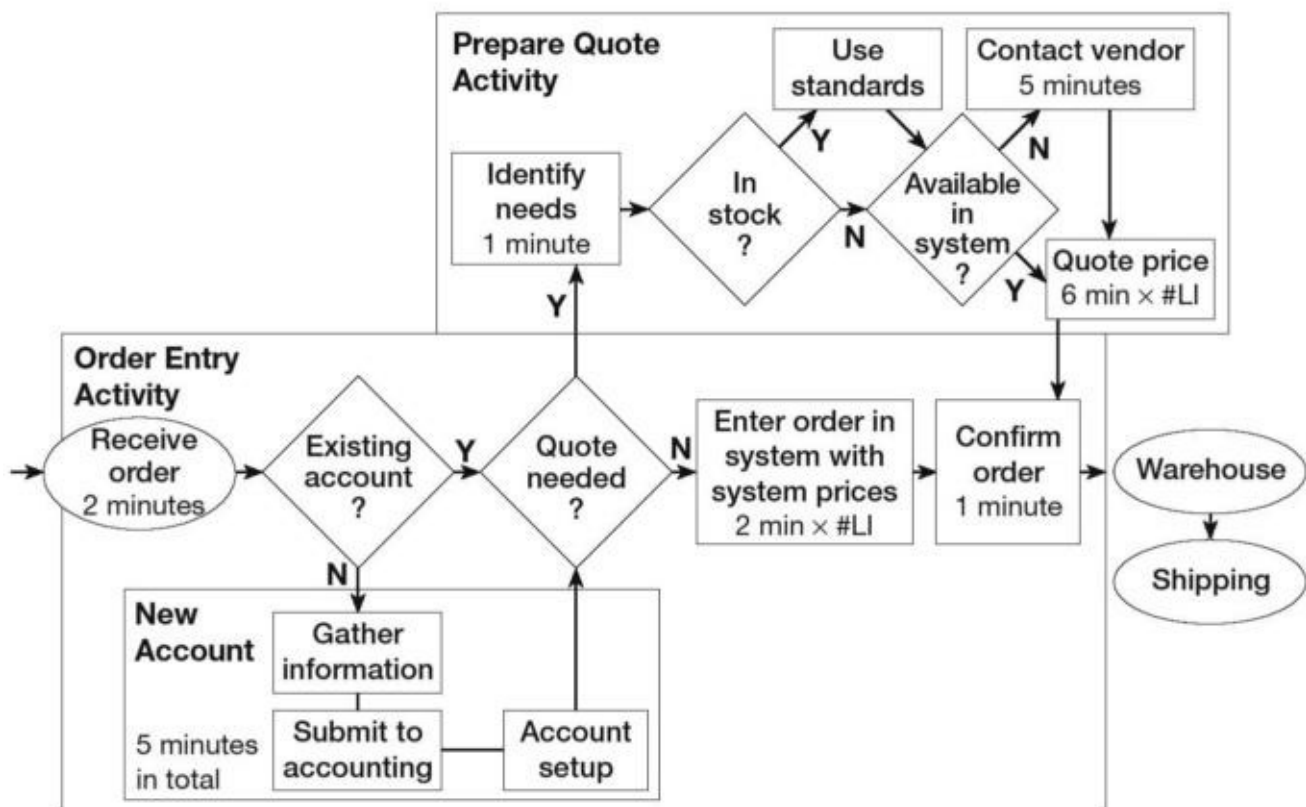 Prepare Quote
Activity
Use
standards
Contact vendor
5 minutes
Identify
needs
1 minute
In
stock
?
Y
N
Available
in
system
?
N
Y
Quote price
6 min × #LI
Y
Order Entry
Activity
Receive
order
2 minutes
Existing
account
?
Y
N
Quote
needed
?
N
Enter order in
system with
system prices
2 min × #LI
Confirm
order
1 minute
Warehouse
Shipping
New
Account
5 minutes
in total
Gather
information
Submit to
accounting
Account
setup